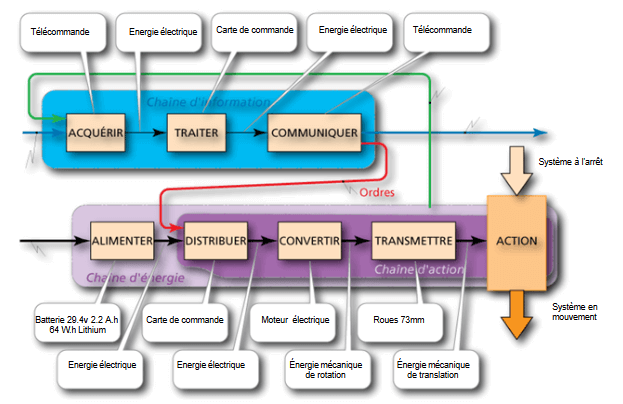 Télécommande
Energie électrique
Carte de commande
Energie électrique
Télécommande
Chaîne d'information
ACQUÉRIR
TRAITER
COMMUNIQUER
Système à l'arrêt
Ordres
ALIMENTER
DISTRIBUER
CONVERTIR
TRANSMETTRE
ACTION
Chaîne d'énergie
Chaîne d'action
Batterie 29.4v 2.2 A.h
64 W.h Lithium
Carte de commande
Moteur électrique
Roues 73mm
Système en
mouvement
Energie électrique
Energie électrique
Énergie mécanique
de rotation
Énergie mécanique
de translation